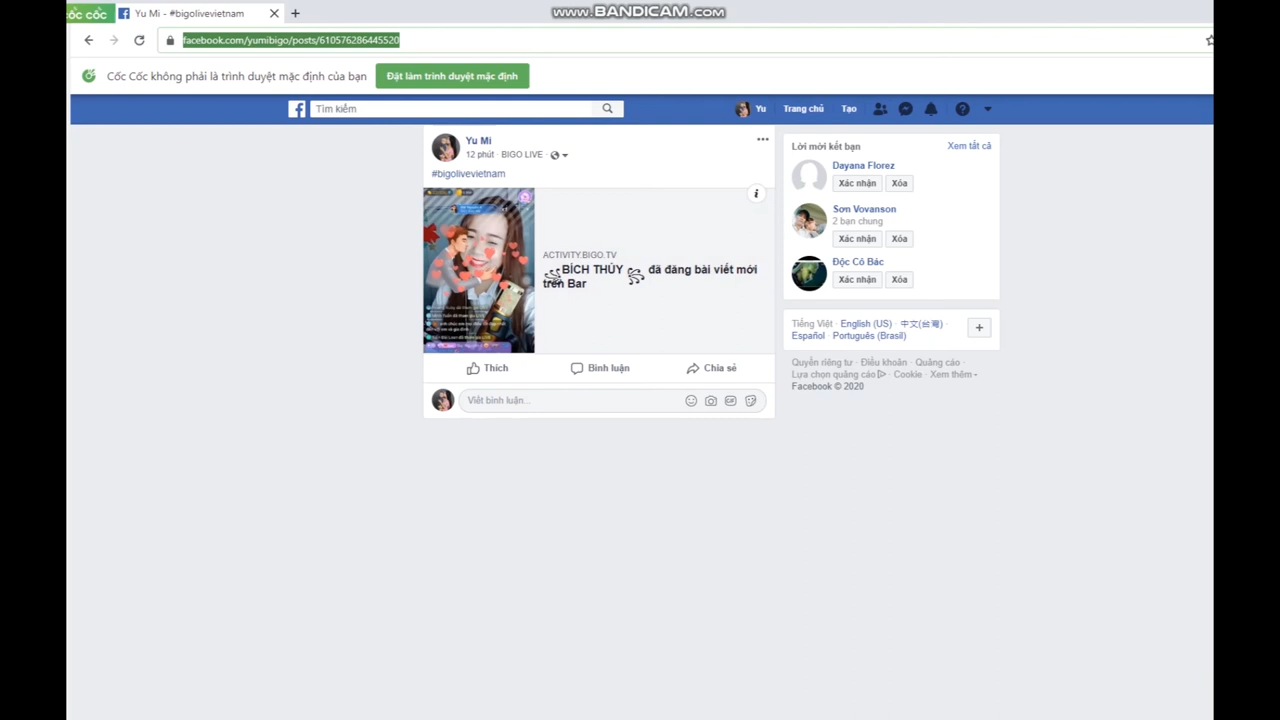 www.BANDICAM.com
cốc cốc
Yu Mi - #bigolivevietnam
facebook.com/yumibigo/posts/610576286445520
Cốc Cốc không phải là trình duyệt mặc định của bạn
Đặt làm trình duyệt mặc định
Tìm kiếm
Yu
Trang chủ
Tạo
Yu Mi
12 phút · BIGO LIVE ·
#bigolivevietnam
ACTIVITY.BIGO.TV
꧁BÍCH THỦY꧂ đã đăng bài viết mới
trên Bar
Thích
Bình luận
Chia sẻ
Viết bình luận...
Lời mời kết bạn
Xem tất cả
Dayana Florez
Xác nhận
Xóa
Sơn Vovanson
2 bạn chung
Xác nhận
Xóa
Độc Cô Bác
Xác nhận
Xóa
Tiếng Việt · English (US) · 中文(台灣) ·
Español · Português (Brasil)
Quyền riêng tư · Điều khoản · Quảng cáo ·
Lựa chọn quảng cáo · Cookie · Xem thêm
Facebook © 2020